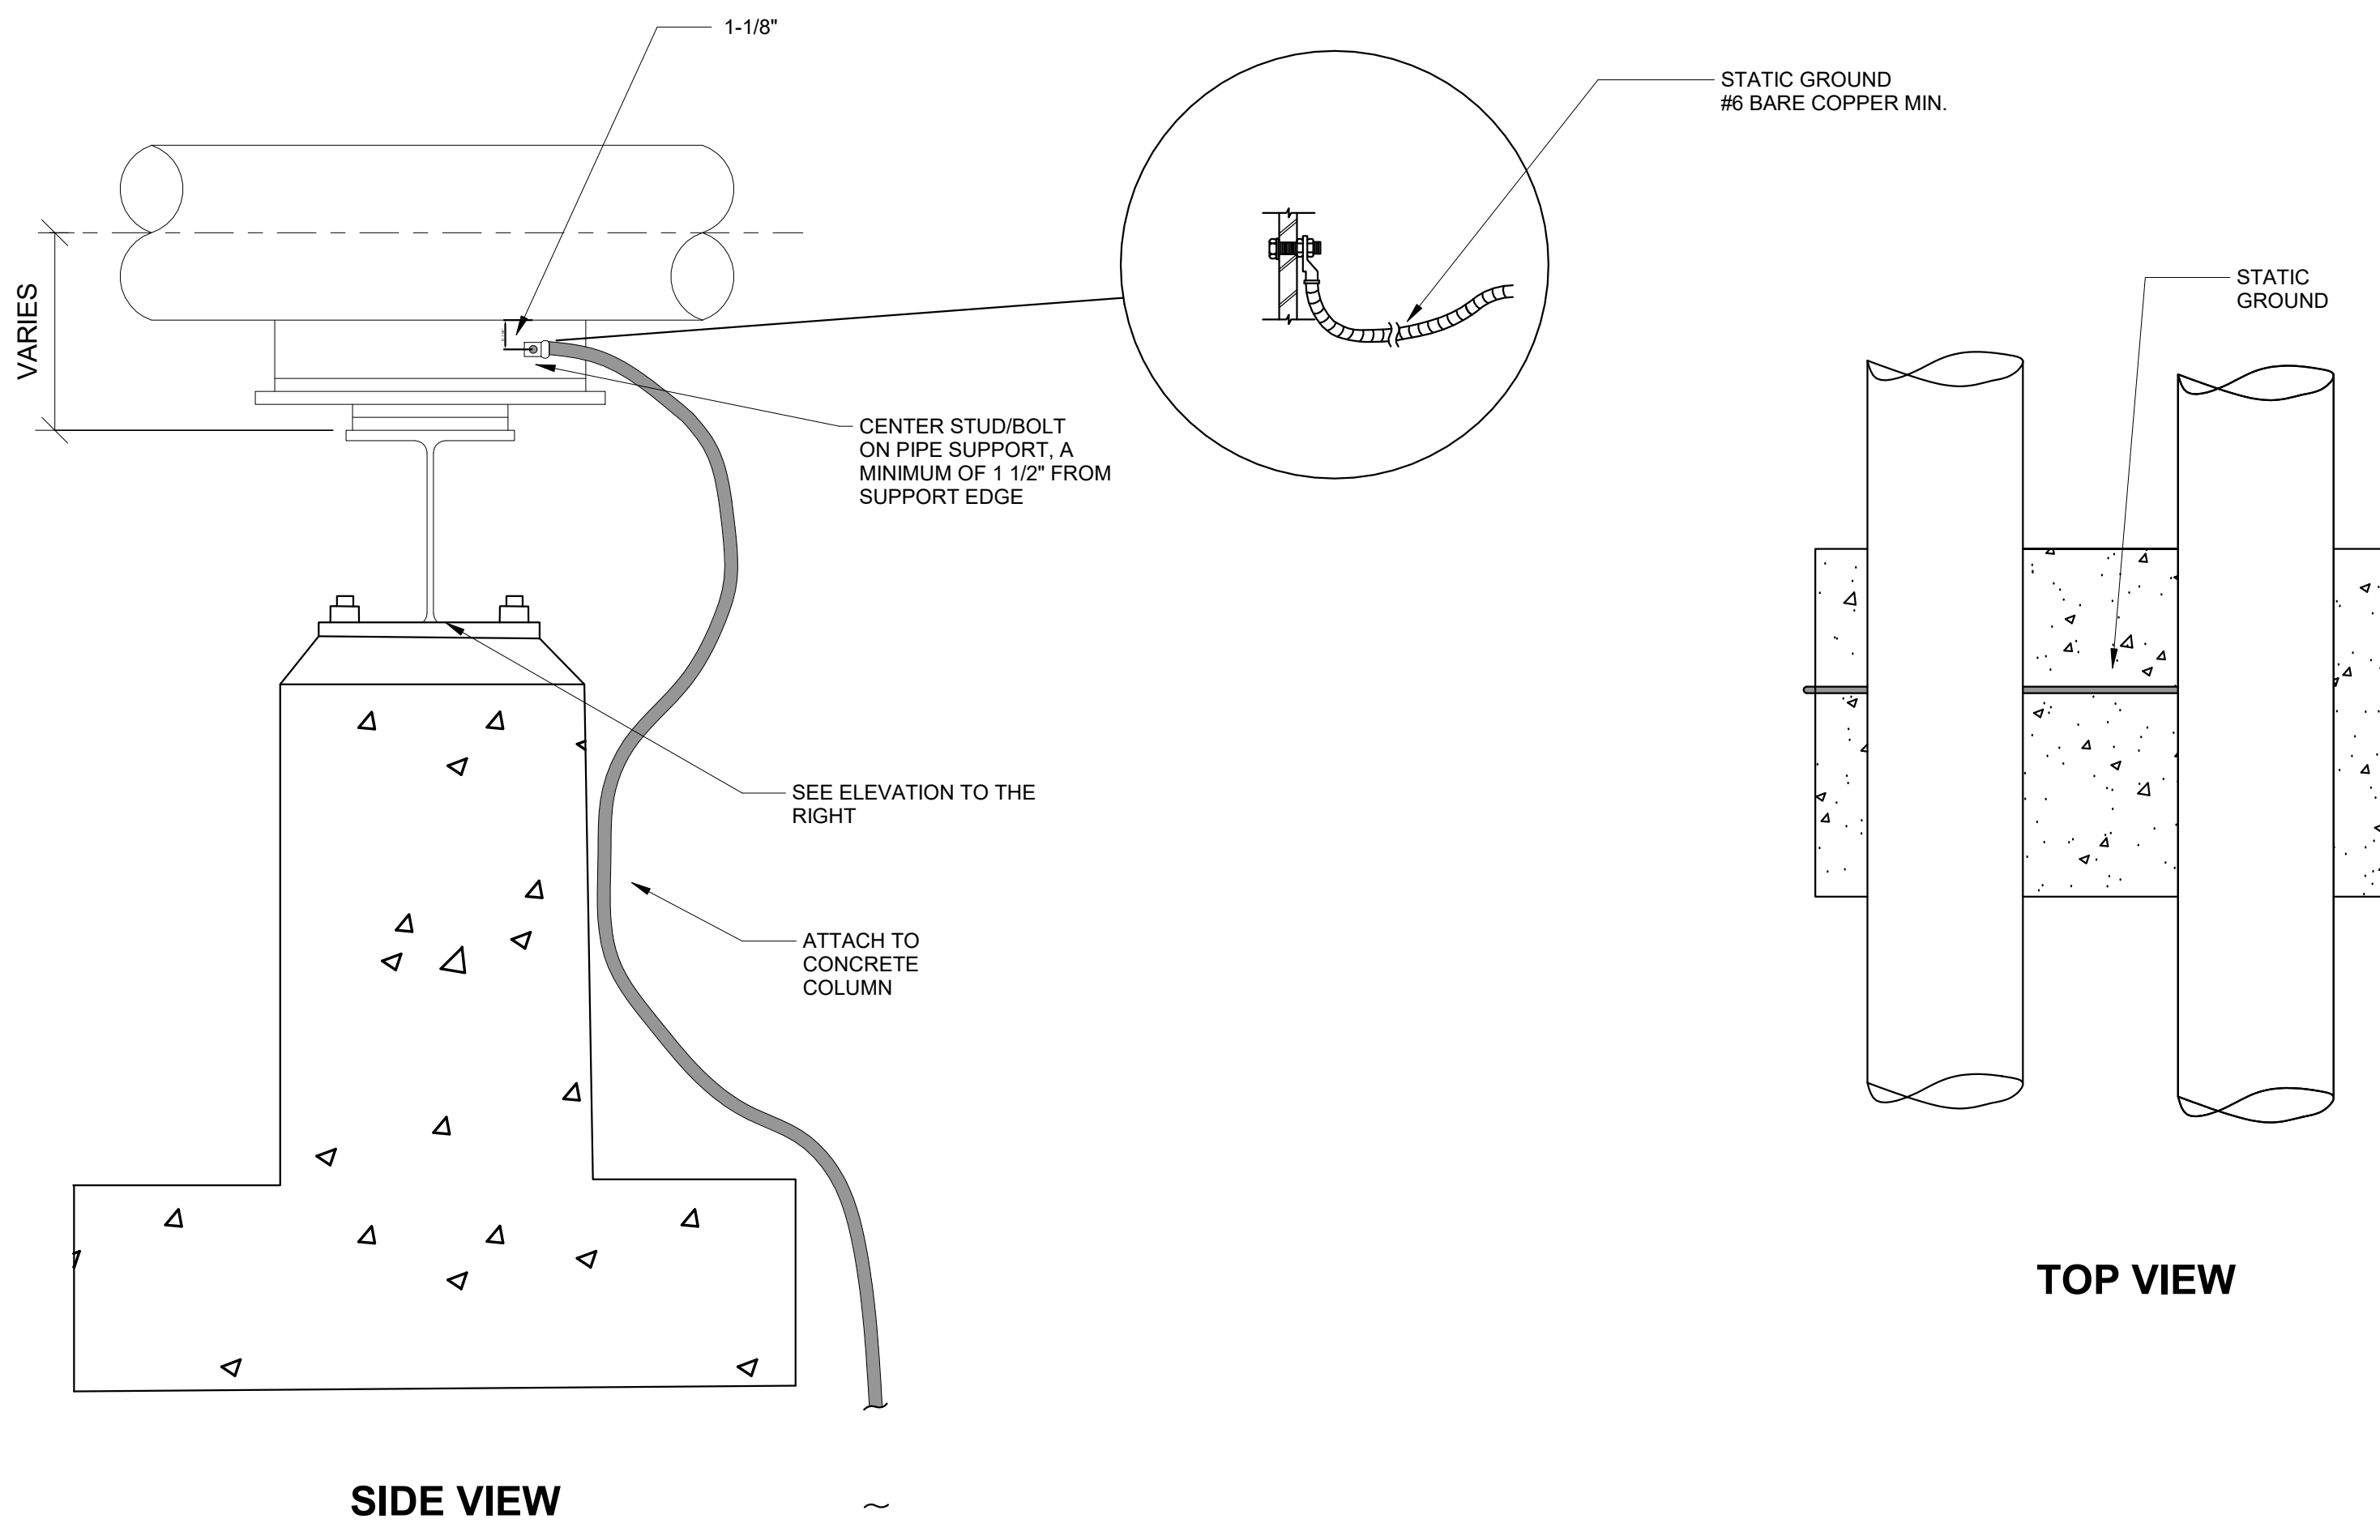 1-1/8"
STATIC GROUND
#6 BARE COPPER MIN.
VARIES
STATIC
GROUND
CENTER STUD/BOLT
ON PIPE SUPPORT, A
MINIMUM OF 1 1/2" FROM
SUPPORT EDGE
SEE ELEVATION TO THE
RIGHT
ATTACH TO
CONCRETE
COLUMN
TOP VIEW
SIDE VIEW